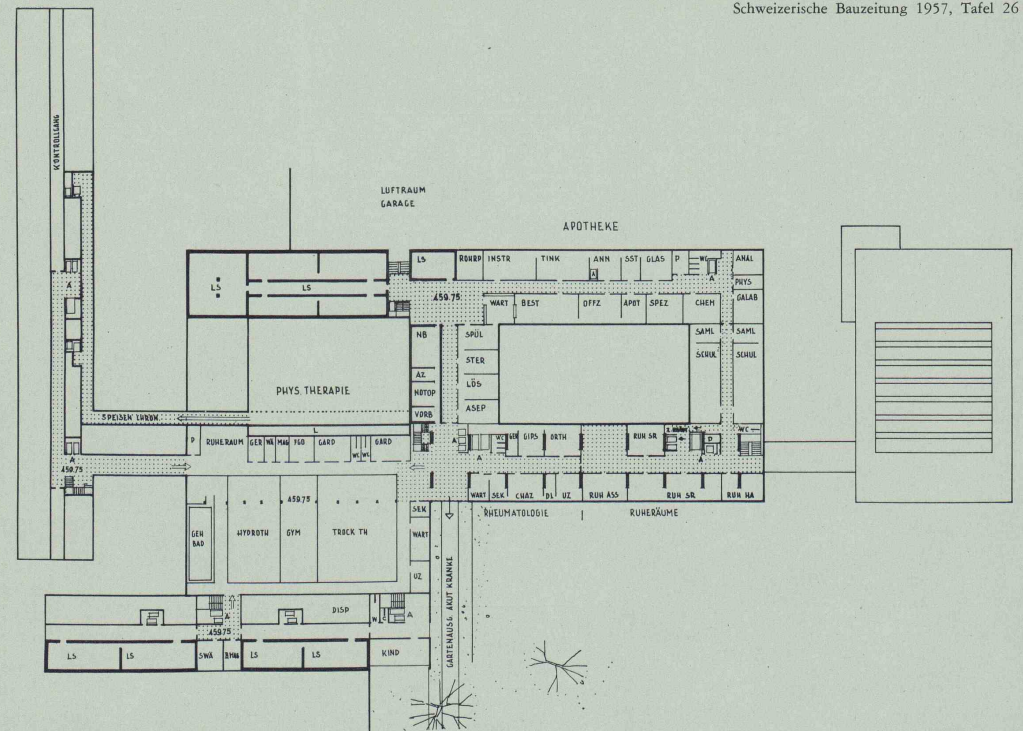 Schweizerische Bauzeitung 1957, Tafel 26
KONTROLLGANG
LUFTRAUM
GARAGE
APOTHEKE
LS
ROHRP
INSTR
TINK
ANN
SST
GLAS
P
WC
ANAL
A
A
PHYS
LS
LS
459.75
WART
BEST
OFFZ
APOT
SPEZ
CHEM
GALAB
A
NB
SPÜL
SAML
SAML
STER
SCHUL
SCHUL
AZ
LÖS
PHYS. THERAPIE
NOTOP
VORB
ASEP
SPEISEN CHRON.
L
P
RUHERAUM
GER
WÄ
MAG
FGO
GARD
WC
WC
GARD
A
WC
GIPS
ORTH
RUH SR
D
WC
A
A
A
459.75
WART
SEK
CHAZ
DL
UZ
RUH ASS
RUH SR
RUH HA
RHEUMATOLOGIE
RUHERÄUME
459.75
SEK
GEH
BAD
HYDROTH
GYM
TROCK TH
WART
UZ
GARTENAUSG. AKUT KRANKE
DISP
A
A
W
C
459.75
LS
LS
SWÄ
LS
LS
KIND